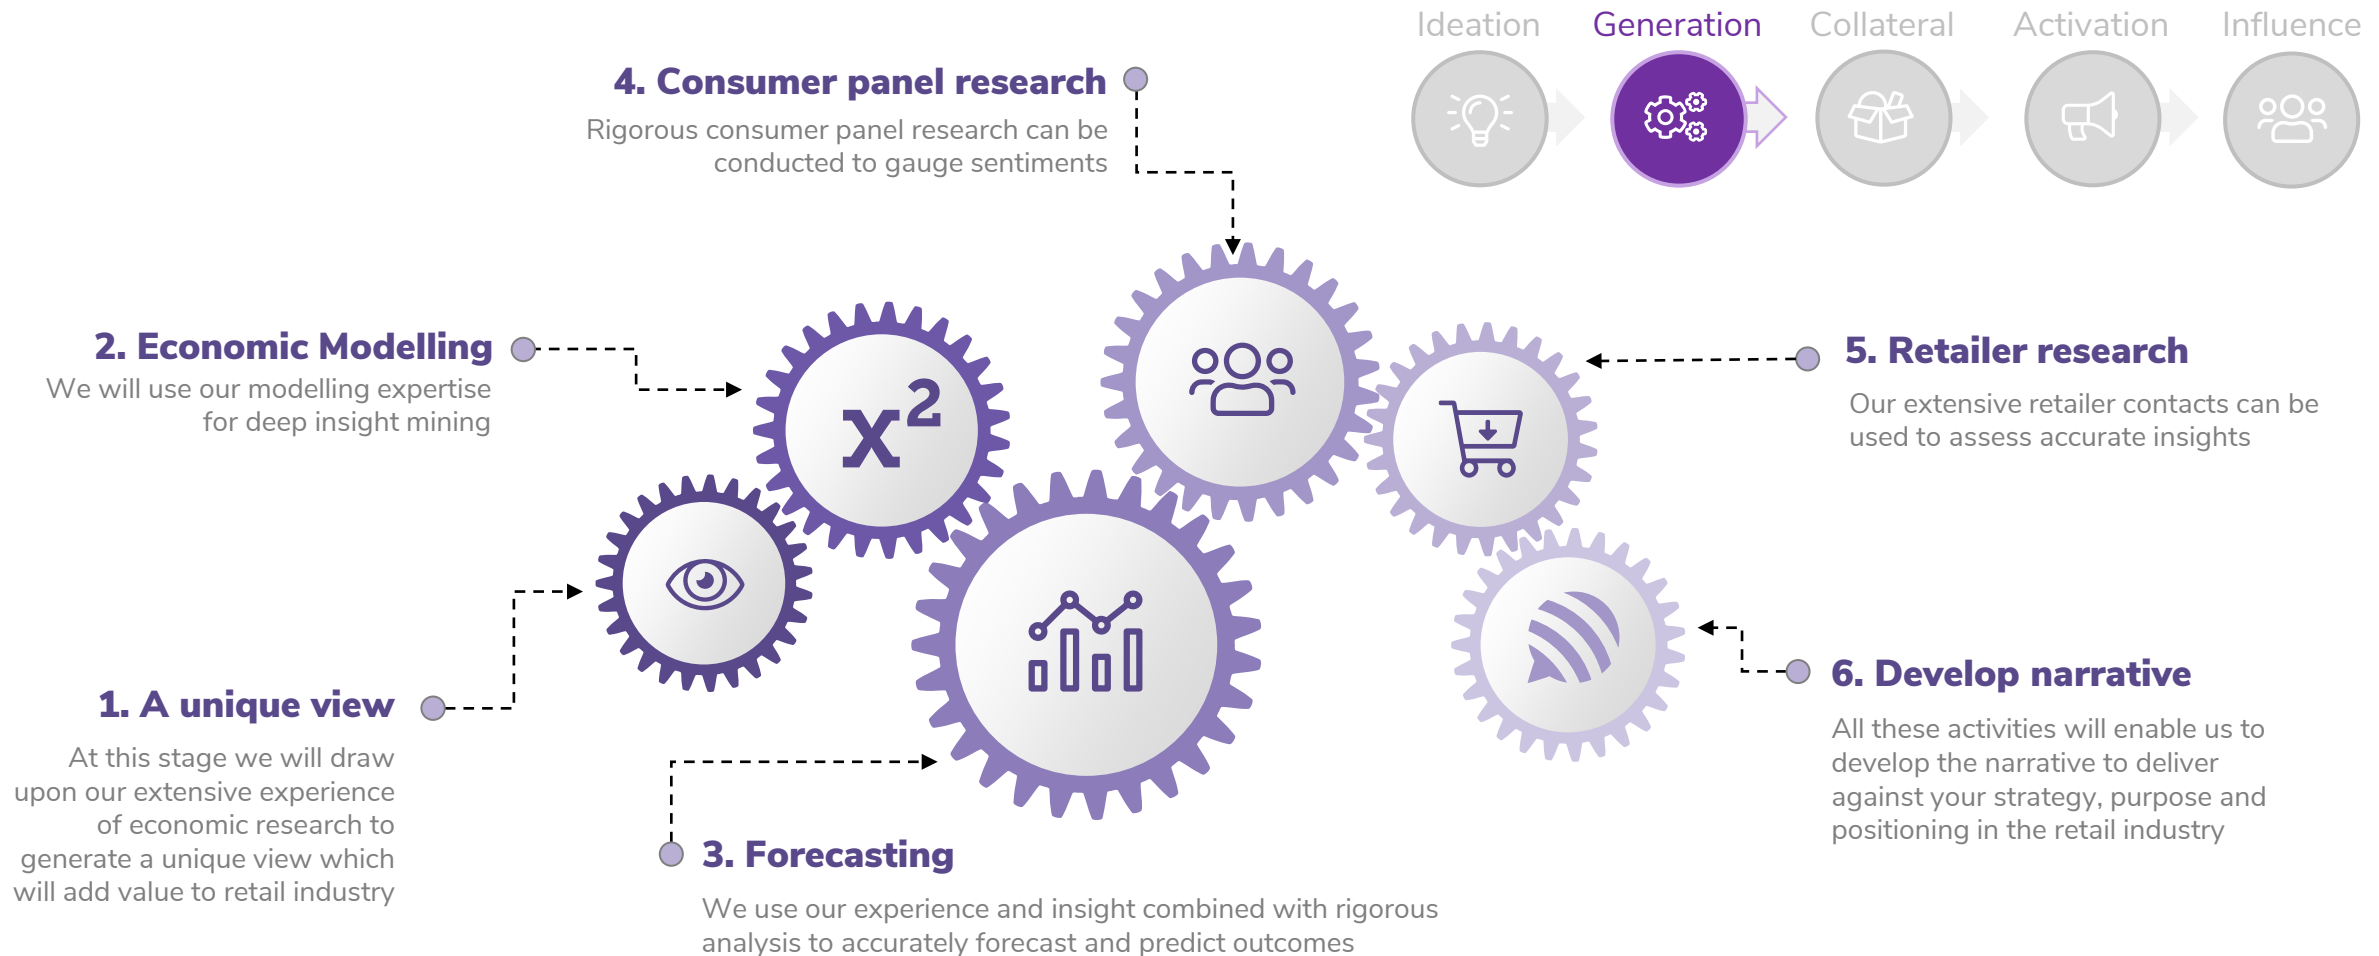 Ideation
Generation
Collateral
Activation
Influence
4. Consumer panel research
Rigorous consumer panel research can be
conducted to gauge sentiments
2. Economic Modelling
We will use our modelling expertise
for deep insight mining
x²
5. Retailer research
Our extensive retailer contacts can be
used to assess accurate insights
1. A unique view
At this stage we will draw
upon our extensive experience
of economic research to
generate a unique view which
will add value to retail industry
6. Develop narrative
All these activities will enable us to
develop the narrative to deliver
against your strategy, purpose and
positioning in the retail industry
3. Forecasting
We use our experience and insight combined with rigorous
analysis to accurately forecast and predict outcomes